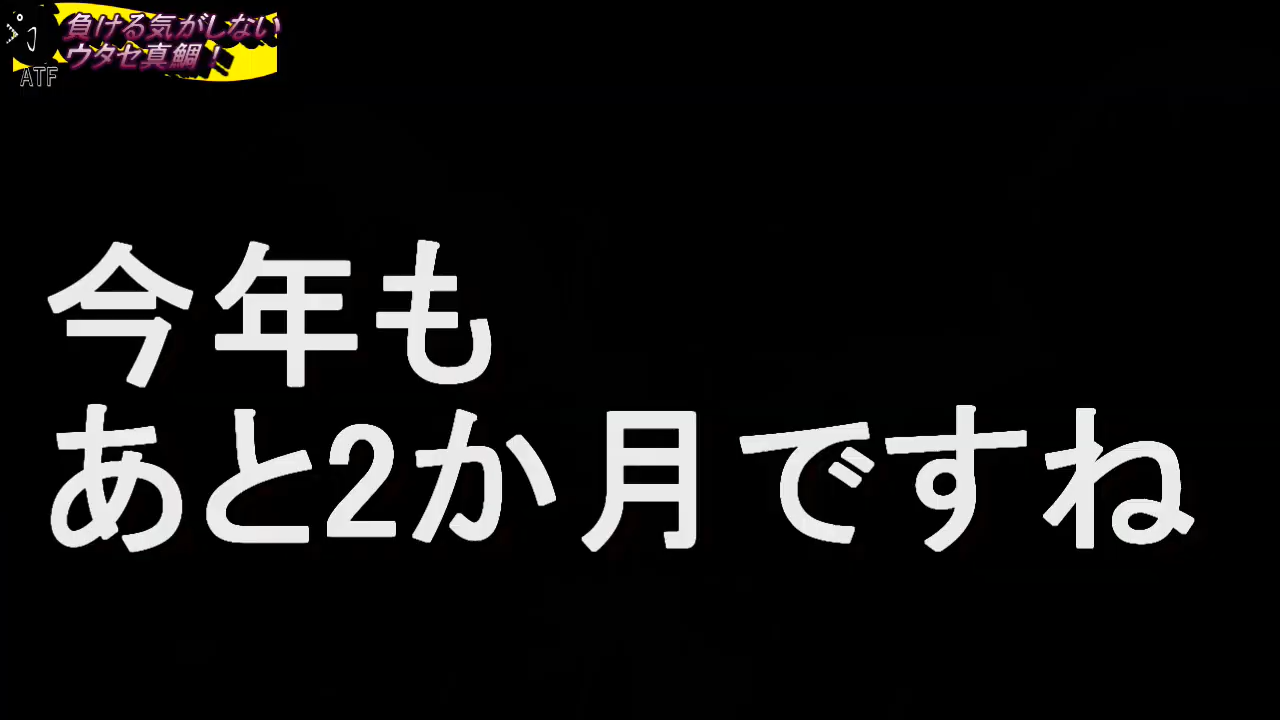 負ける気がしない
ウタセ真鯛！
ATF
今年も
あと2か月ですね